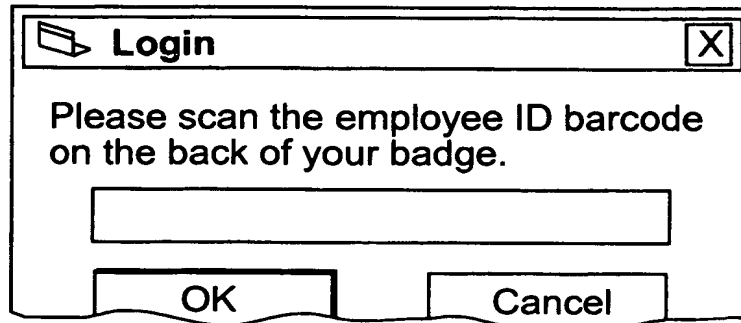 Login X
Please scan the employee ID barcode
on the back of your badge.
OK Cancel